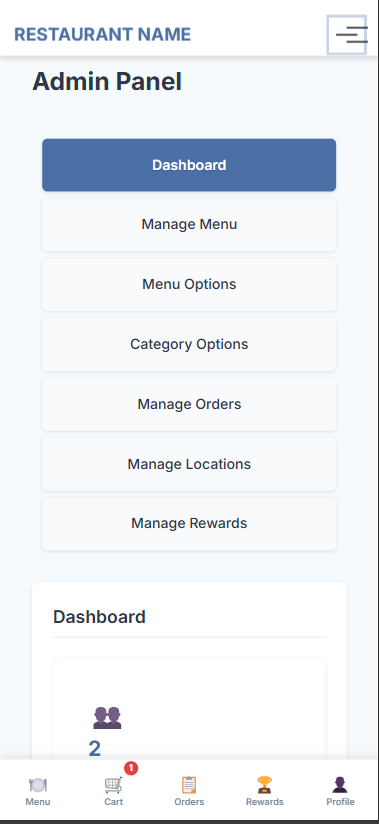 RESTAURANT NAME
Admin Panel
Dashboard
Manage Menu
Menu Options
Category Options
Manage Orders
Manage Locations
Manage Rewards
Dashboard
2
1
Menu Cart Orders Rewards Profile